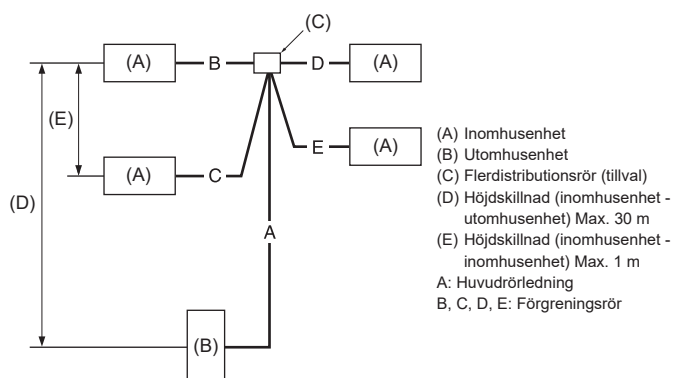 (C)
(A)
B
D
(A)
(E)
(A)
E
(A)
C
(D)
A
(B)
(A) Inomhusenhet
(B) Utomhusenhet
(C) Flerdistributionsrör (tillval)
(D) Höjdskillnad (inomhusenhet -
utomhusenhet) Max. 30 m
(E) Höjdskillnad (inomhusenhet -
inomhusenhet) Max. 1 m
A: Huvudrörledning
B, C, D, E: Förgreningsrör